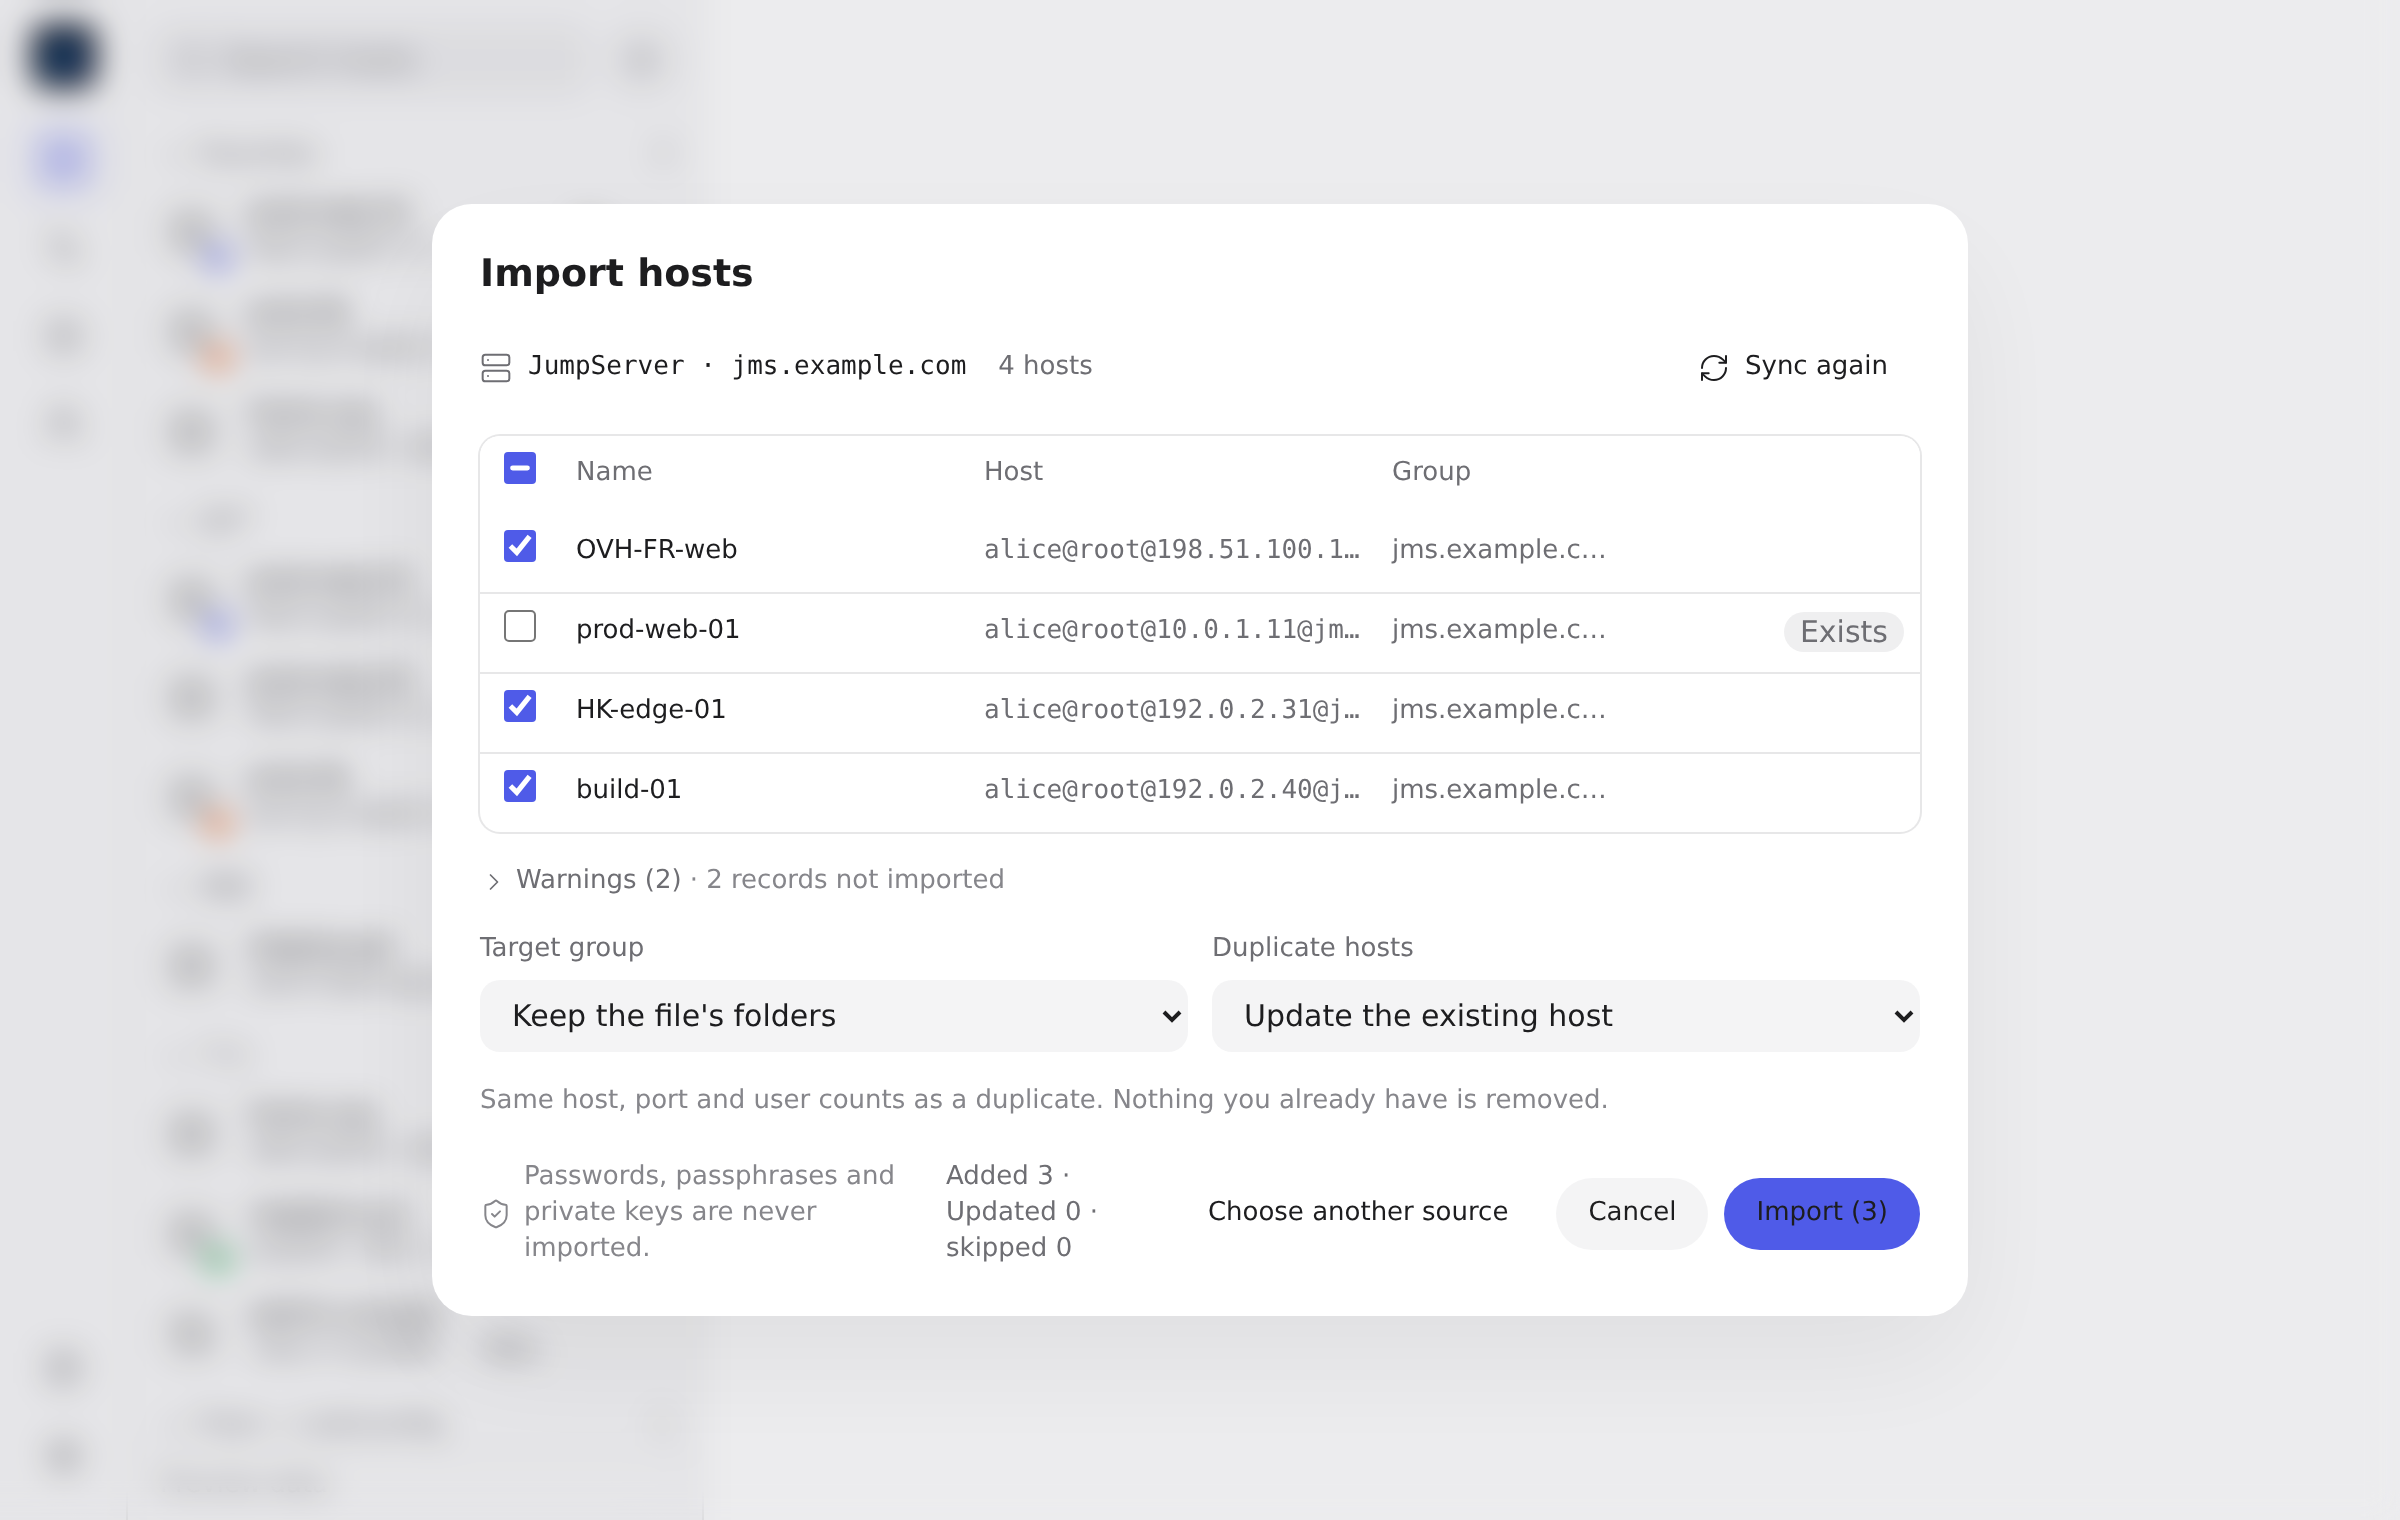 Import hosts
JumpServer · jms.example.com 4 hosts Sync again
Name Host Group
OVH-FR-web alice@root@198.51.100.1… jms.example.c…
prod-web-01 alice@root@10.0.1.11@jm… jms.example.c… Exists
HK-edge-01 alice@root@192.0.2.31@j… jms.example.c…
build-01 alice@root@192.0.2.40@j… jms.example.c…
Warnings (2) · 2 records not imported
Target group Duplicate hosts
Keep the file's folders Update the existing host
Same host, port and user counts as a duplicate. Nothing you already have is removed.
Passwords, passphrases and
private keys are never
imported.
Added 3 ·
Updated 0 ·
skipped 0
Choose another source Cancel Import (3)